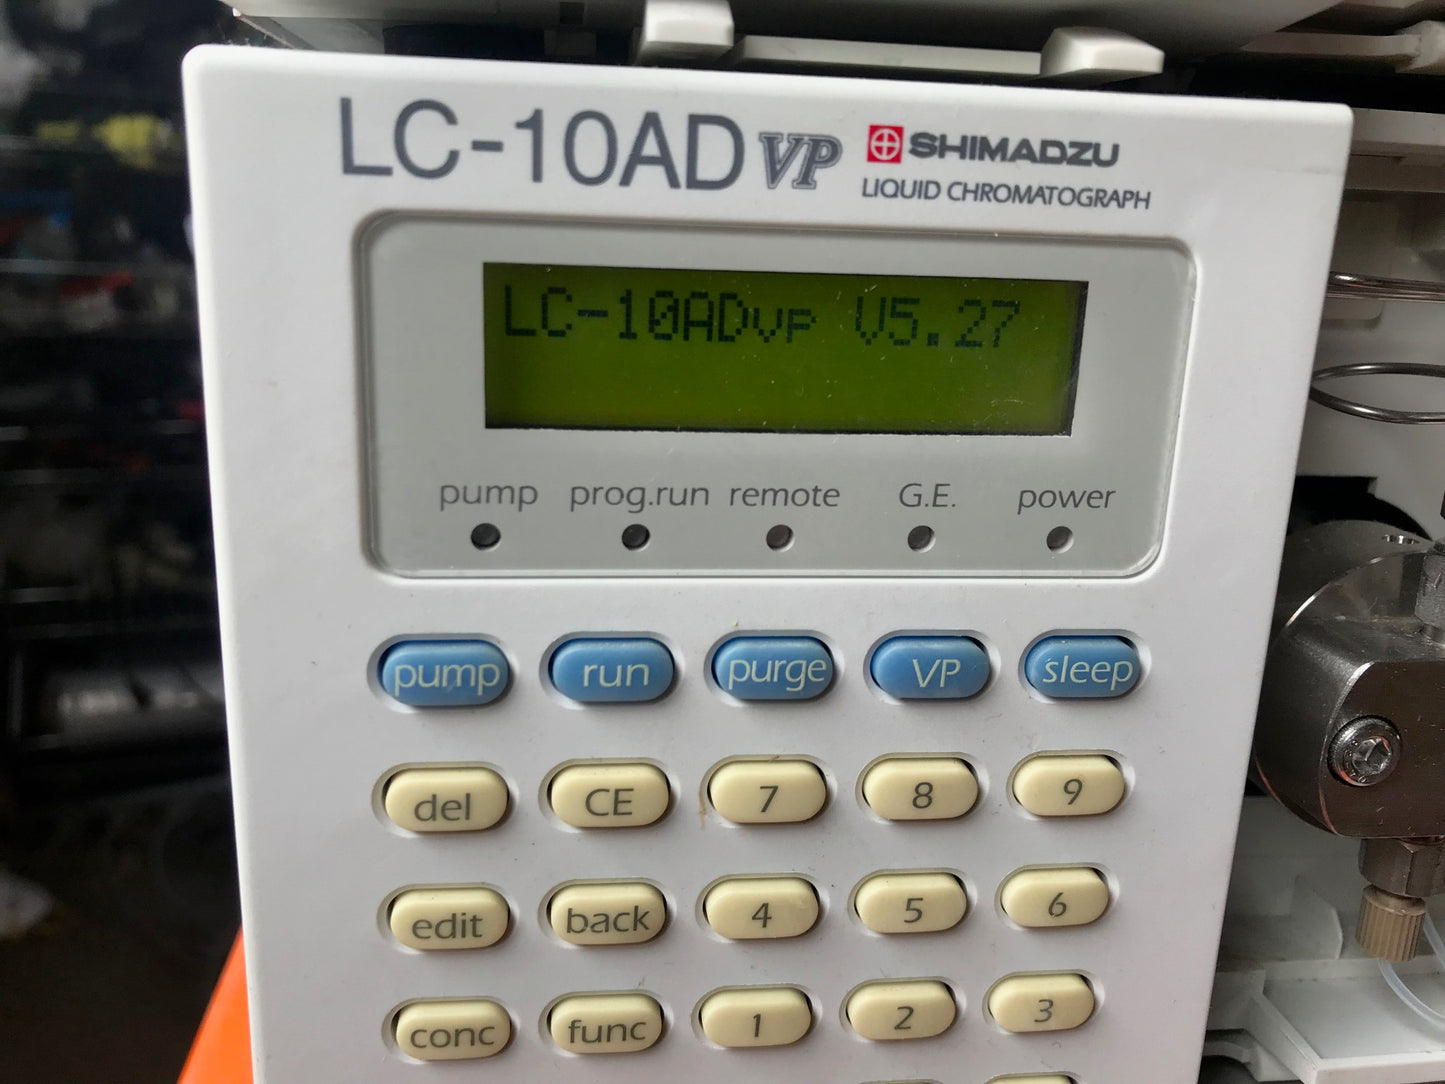 LC-10AD VP SHIMADZU
LIQUID CHROMATOGRAPH
LC-10ADvp V5.27
pump prog.run remote G.E. power
pump run purge VP sleep
del CE 7 8 9
edit back 4 5 6
conc func 1 2 3